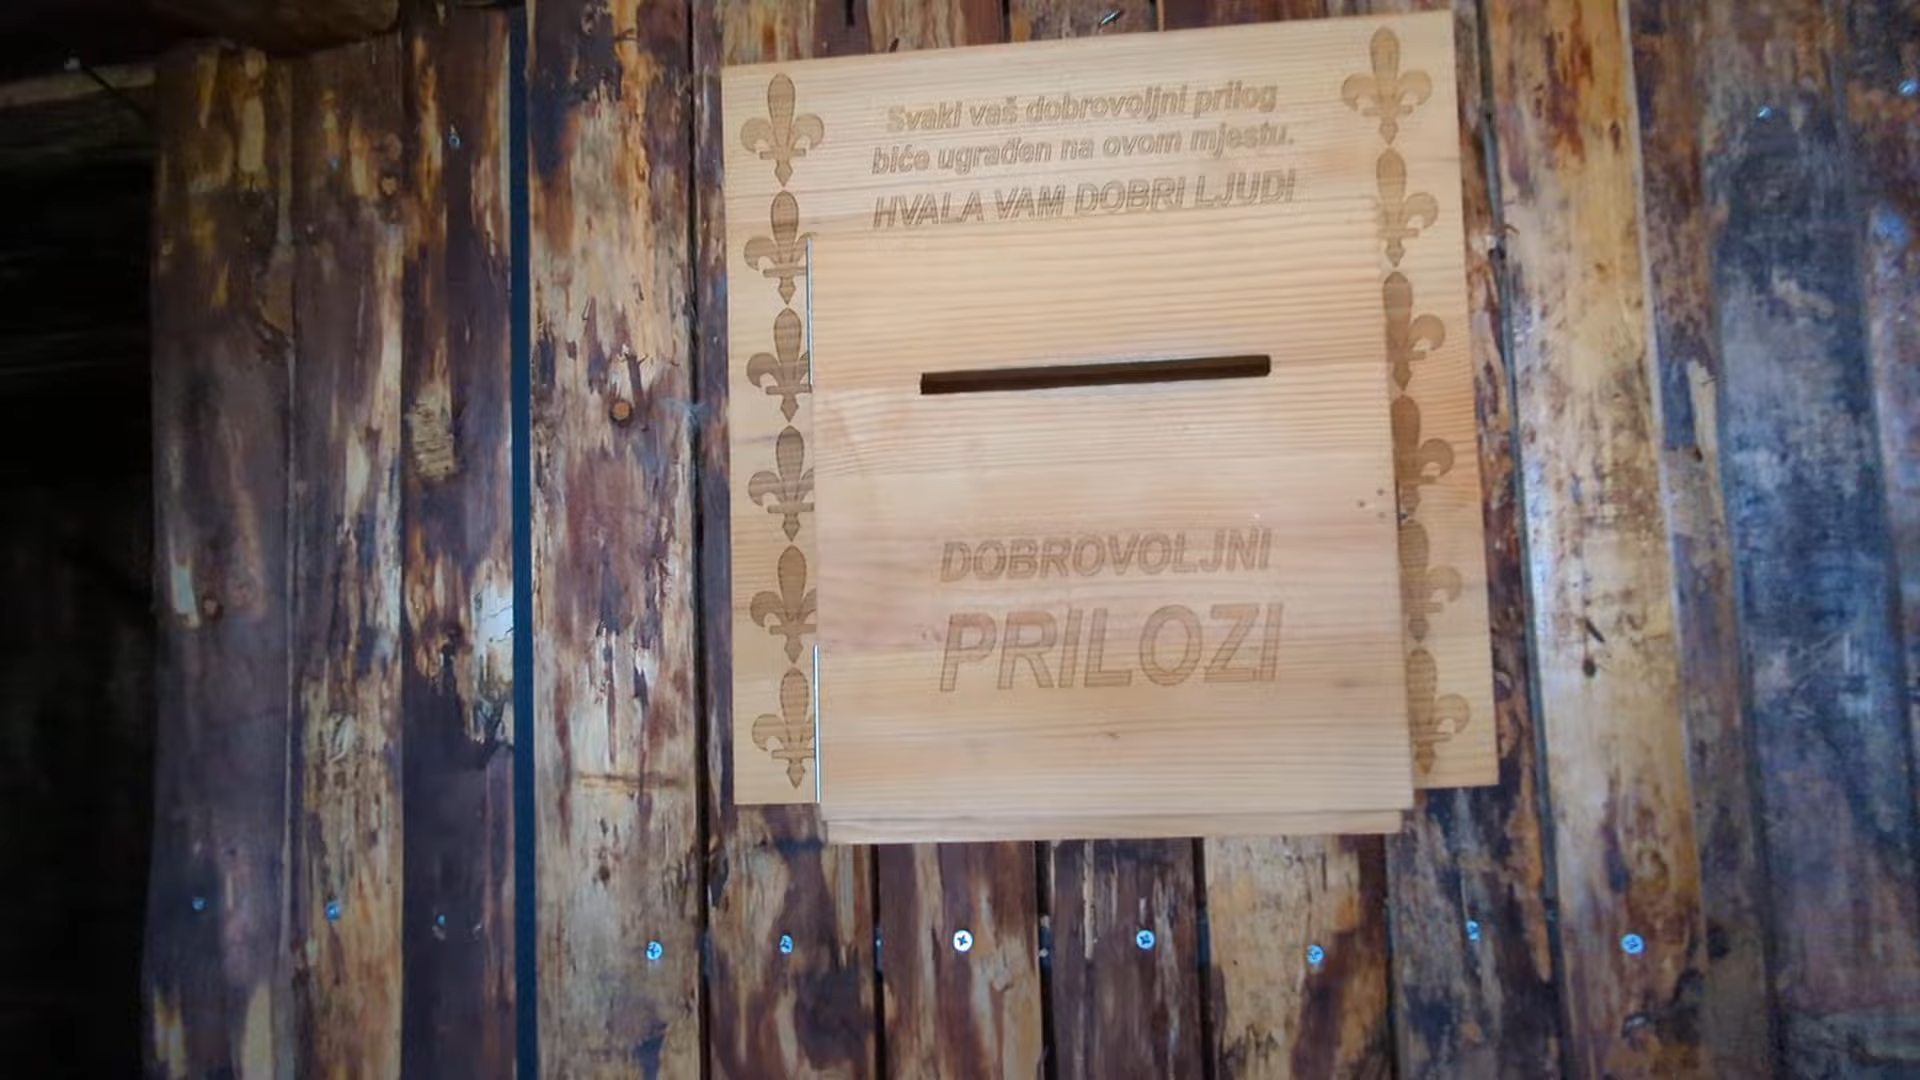 Svaki vaš dobrovoljni prilog
biće ugrađen na ovom mjestu.
HVALA VAM DOBRI LJUDI
DOBROVOLJNI
PRILOZI